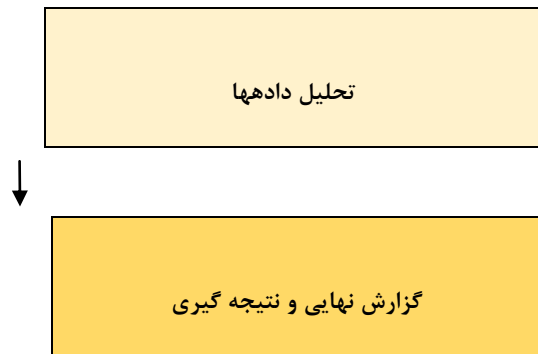 تحلیل دادهها
گزارش نهایی و نتیجه گیری